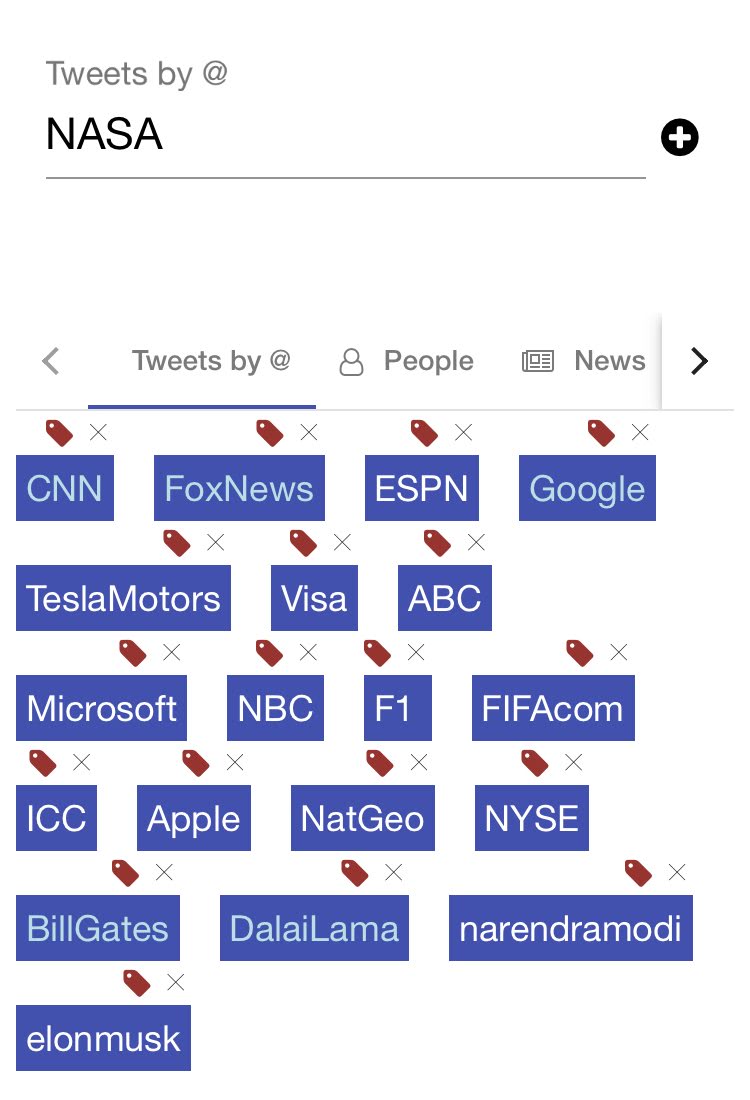 Tweets by @
NASA
Tweets by @ People News
CNN FoxNews ESPN Google
TeslaMotors Visa ABC
Microsoft NBC F1 FIFAcom
ICC Apple NatGeo NYSE
BillGates DalaiLama narendramodi
elonmusk